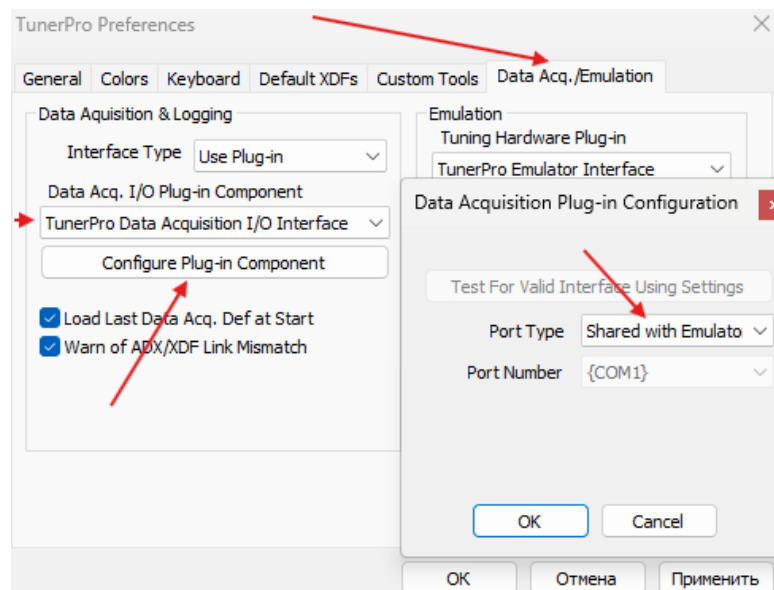 TunerPro Preferences
General Colors Keyboard Default XDFs Custom Tools Data Acq./Emulation
Data Aquisition & Logging
Interface Type Use Plug-in
Data Acq. I/O Plug-in Component
TunerPro Data Acquisition I/O Interface
Configure Plug-in Component
Load Last Data Acq. Def at Start
Warn of ADX/XDF Link Mismatch
Emulation
Tuning Hardware Plug-in
TunerPro Emulator Interface
Data Acquisition Plug-in Configuration
Test For Valid Interface Using Settings
Port Type Shared with Emulato
Port Number {COM1}
OK Cancel
ОК Отмена Применить